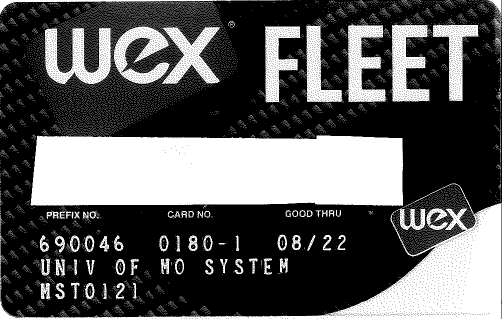 wex® FLEET
PREFIX NO. CARD NO. GOOD THRU
wex
690046 0180-1 08/22
UNIV OF MO SYSTEM
MST0121